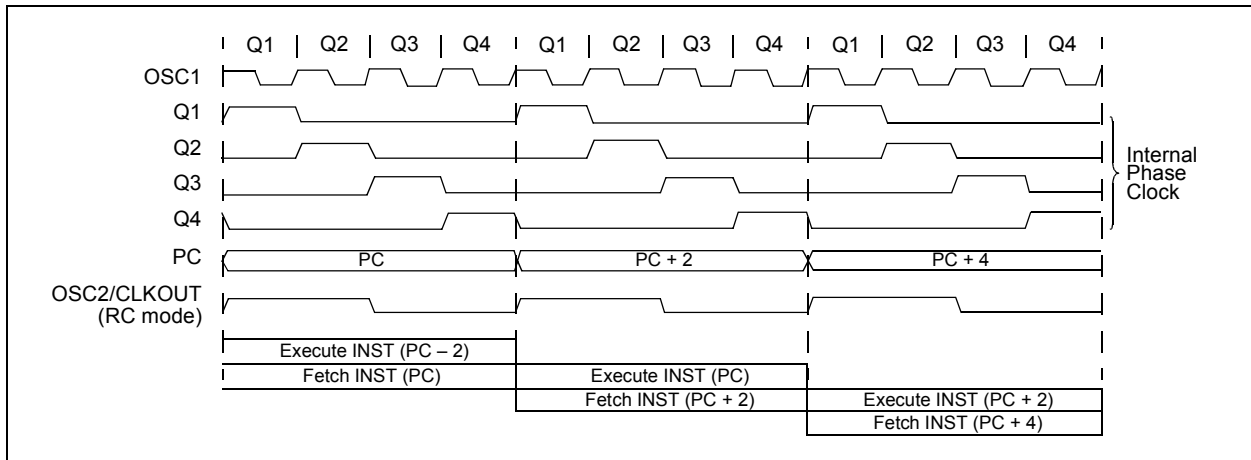 Q1 Q2 Q3 Q4 Q1 Q2 Q3 Q4 Q1 Q2 Q3 Q4
OSC1
Q1
Q2
Q3
Q4
Internal
Phase
Clock
PC PC PC + 2 PC + 4
OSC2/CLKOUT
(RC mode)
Execute INST (PC – 2)
Fetch INST (PC) Execute INST (PC)
Fetch INST (PC + 2) Execute INST (PC + 2)
Fetch INST (PC + 4)